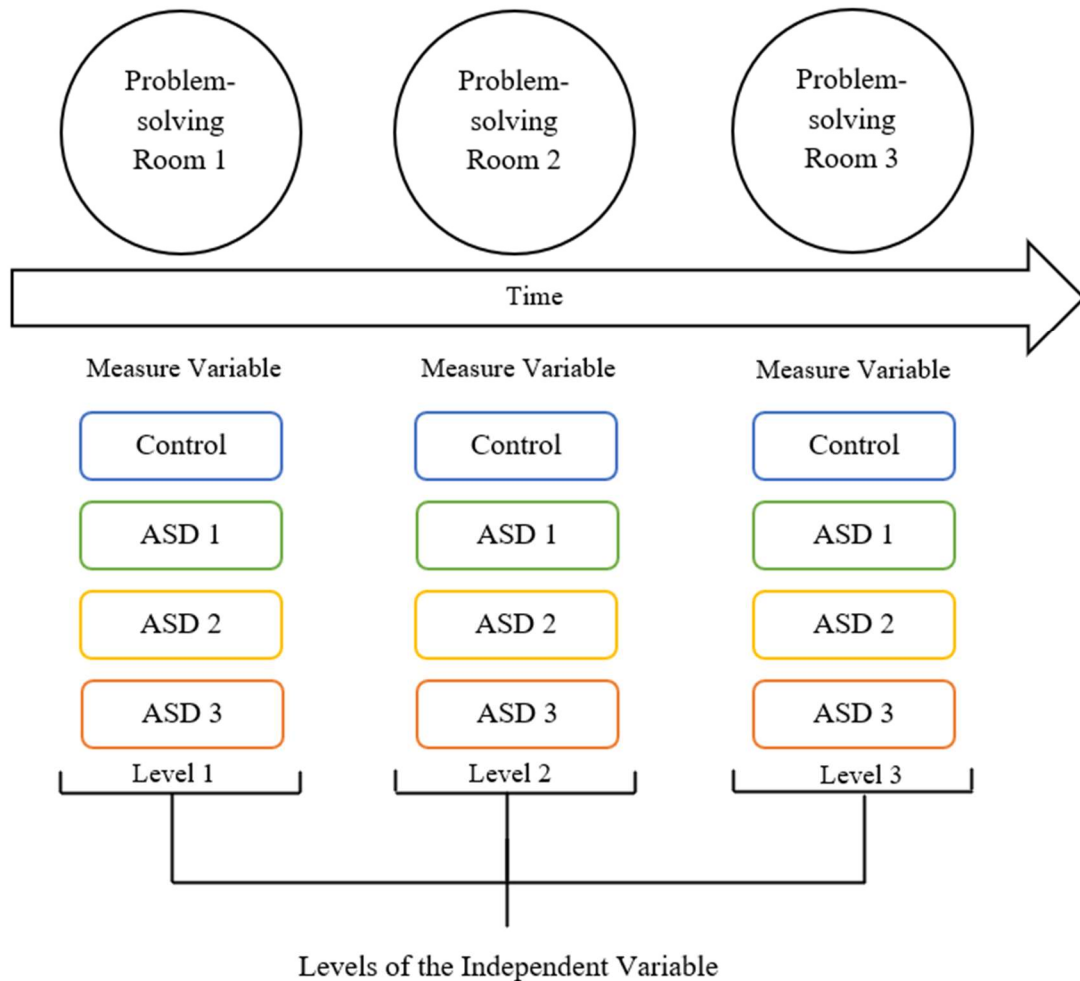 Problem-
solving
Room 1
Problem-
solving
Room 2
Problem-
solving
Room 3
Time
Measure Variable
Measure Variable
Measure Variable
Control
Control
Control
ASD 1
ASD 1
ASD 1
ASD 2
ASD 2
ASD 2
ASD 3
ASD 3
ASD 3
Level 1
Level 2
Level 3
Levels of the Independent Variable